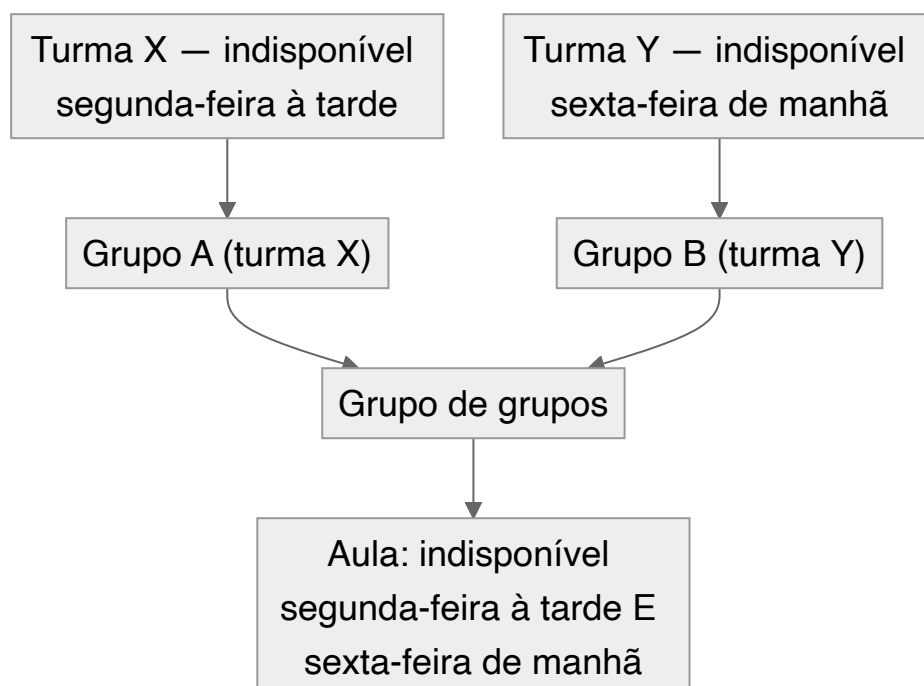 Turma X — indisponível
segunda-feira à tarde
Turma Y — indisponível
sexta-feira de manhã
Grupo A (turma X)
Grupo B (turma Y)
Grupo de grupos
Aula: indisponível
segunda-feira à tarde E
sexta-feira de manhã